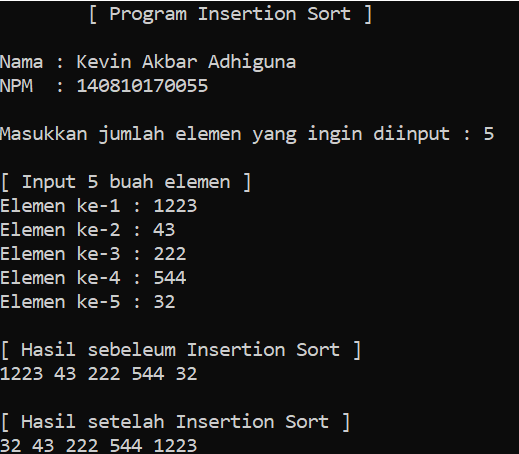 [ Program Insertion Sort ]
Nama : Kevin Akbar Adhiguna
NPM  : 140810170055
Masukkan jumlah elemen yang ingin diinput : 5
[ Input 5 buah elemen ]
Elemen ke-1 : 1223
Elemen ke-2 : 43
Elemen ke-3 : 222
Elemen ke-4 : 544
Elemen ke-5 : 32
[ Hasil sebeleum Insertion Sort ]
1223 43 222 544 32
[ Hasil setelah Insertion Sort ]
32 43 222 544 1223